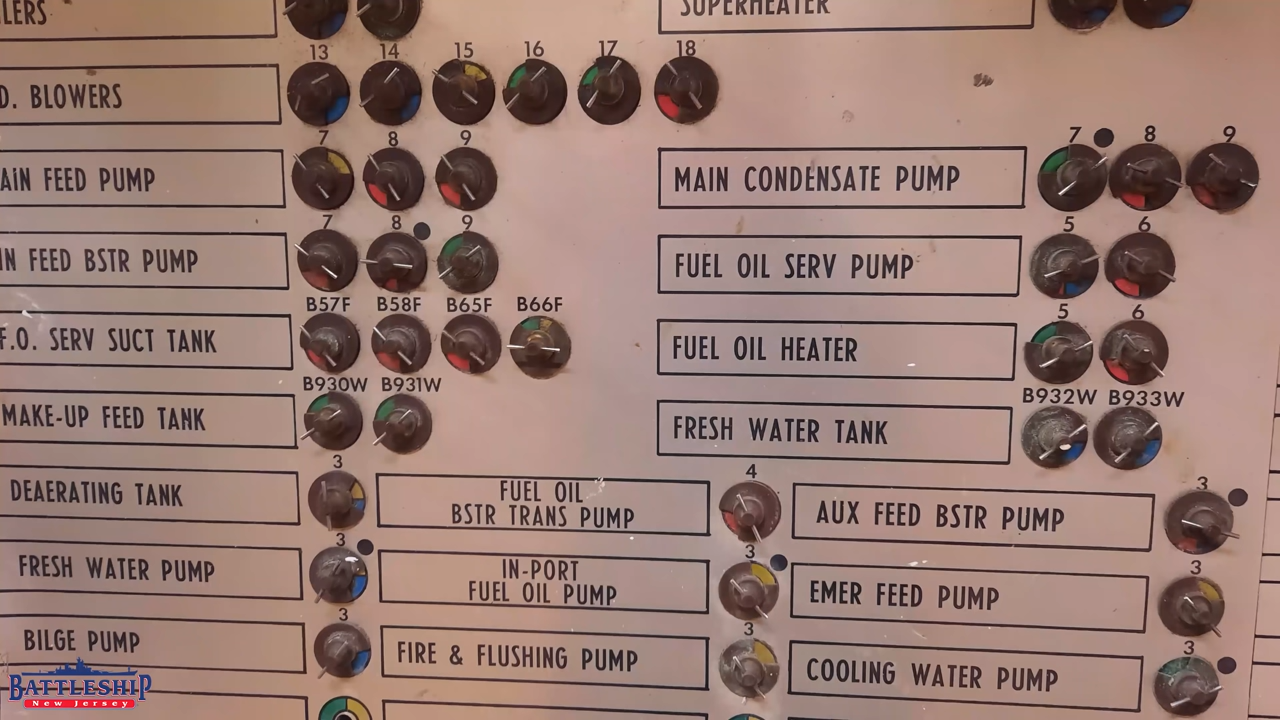 LERS
SUPERHEATER
13 14 15 16 17 18
D. BLOWERS
7 8 9
AIN FEED PUMP
7 8 9
MAIN CONDENSATE PUMP
7 8 9
N FEED BSTR PUMP
5 6
FUEL OIL SERV PUMP
B57F B58F B65F B66F
F.O. SERV SUCT TANK
5 6
FUEL OIL HEATER
B930W B931W
MAKE-UP FEED TANK
B932W B933W
FRESH WATER TANK
3
DEAERATING TANK
4
FUEL OIL
BSTR TRANS PUMP
3
AUX FEED BSTR PUMP
3
FRESH WATER PUMP
3
IN-PORT
FUEL OIL PUMP
3
EMER FEED PUMP
3
BILGE PUMP
3
FIRE & FLUSHING PUMP
3
COOLING WATER PUMP
BATTLESHIP
New Jersey